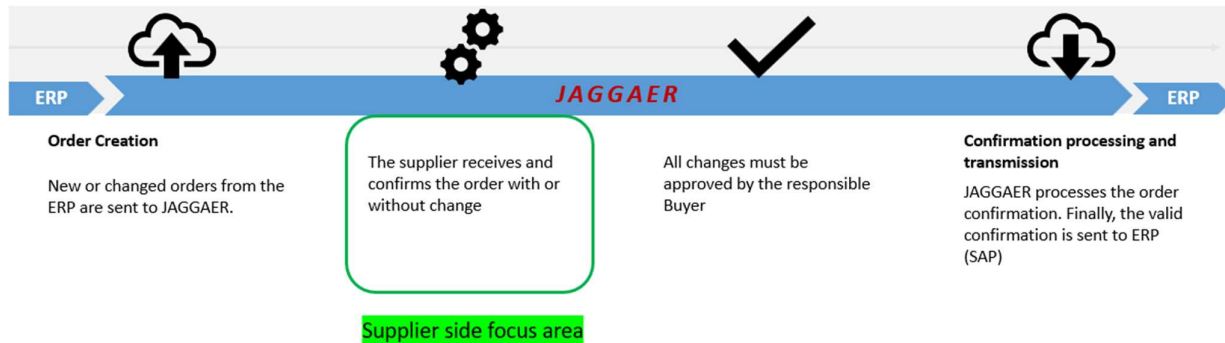 ERP
JAGGAER
ERP
Order Creation
New or changed orders from the
ERP are sent to JAGGAER.
The supplier receives and
confirms the order with or
without change
All changes must be
approved by the responsible
Buyer
Confirmation processing and
transmission
JAGGAER processes the order
confirmation. Finally, the valid
confirmation is sent to ERP
(SAP)
Supplier side focus area